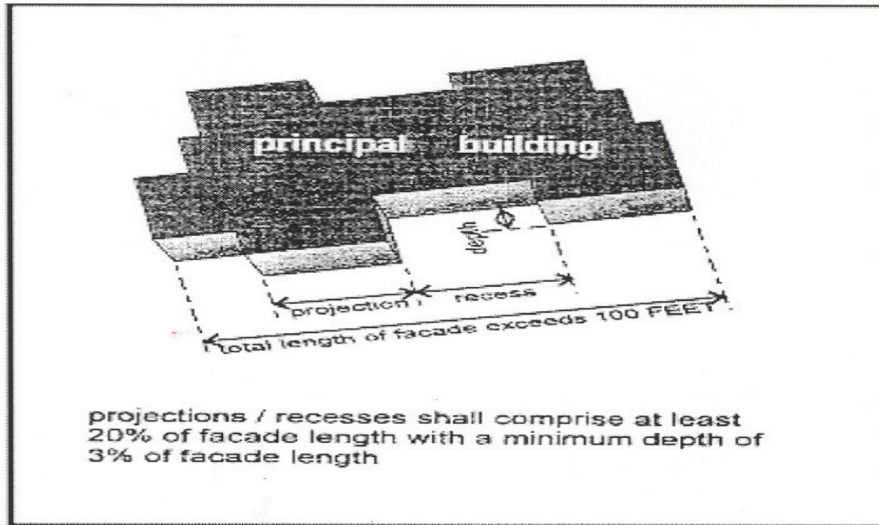 principal building
depth
projection
recess
total length of facade exceeds 100 FEET
projections / recesses shall comprise at least
20% of facade length with a minimum depth of
3% of facade length